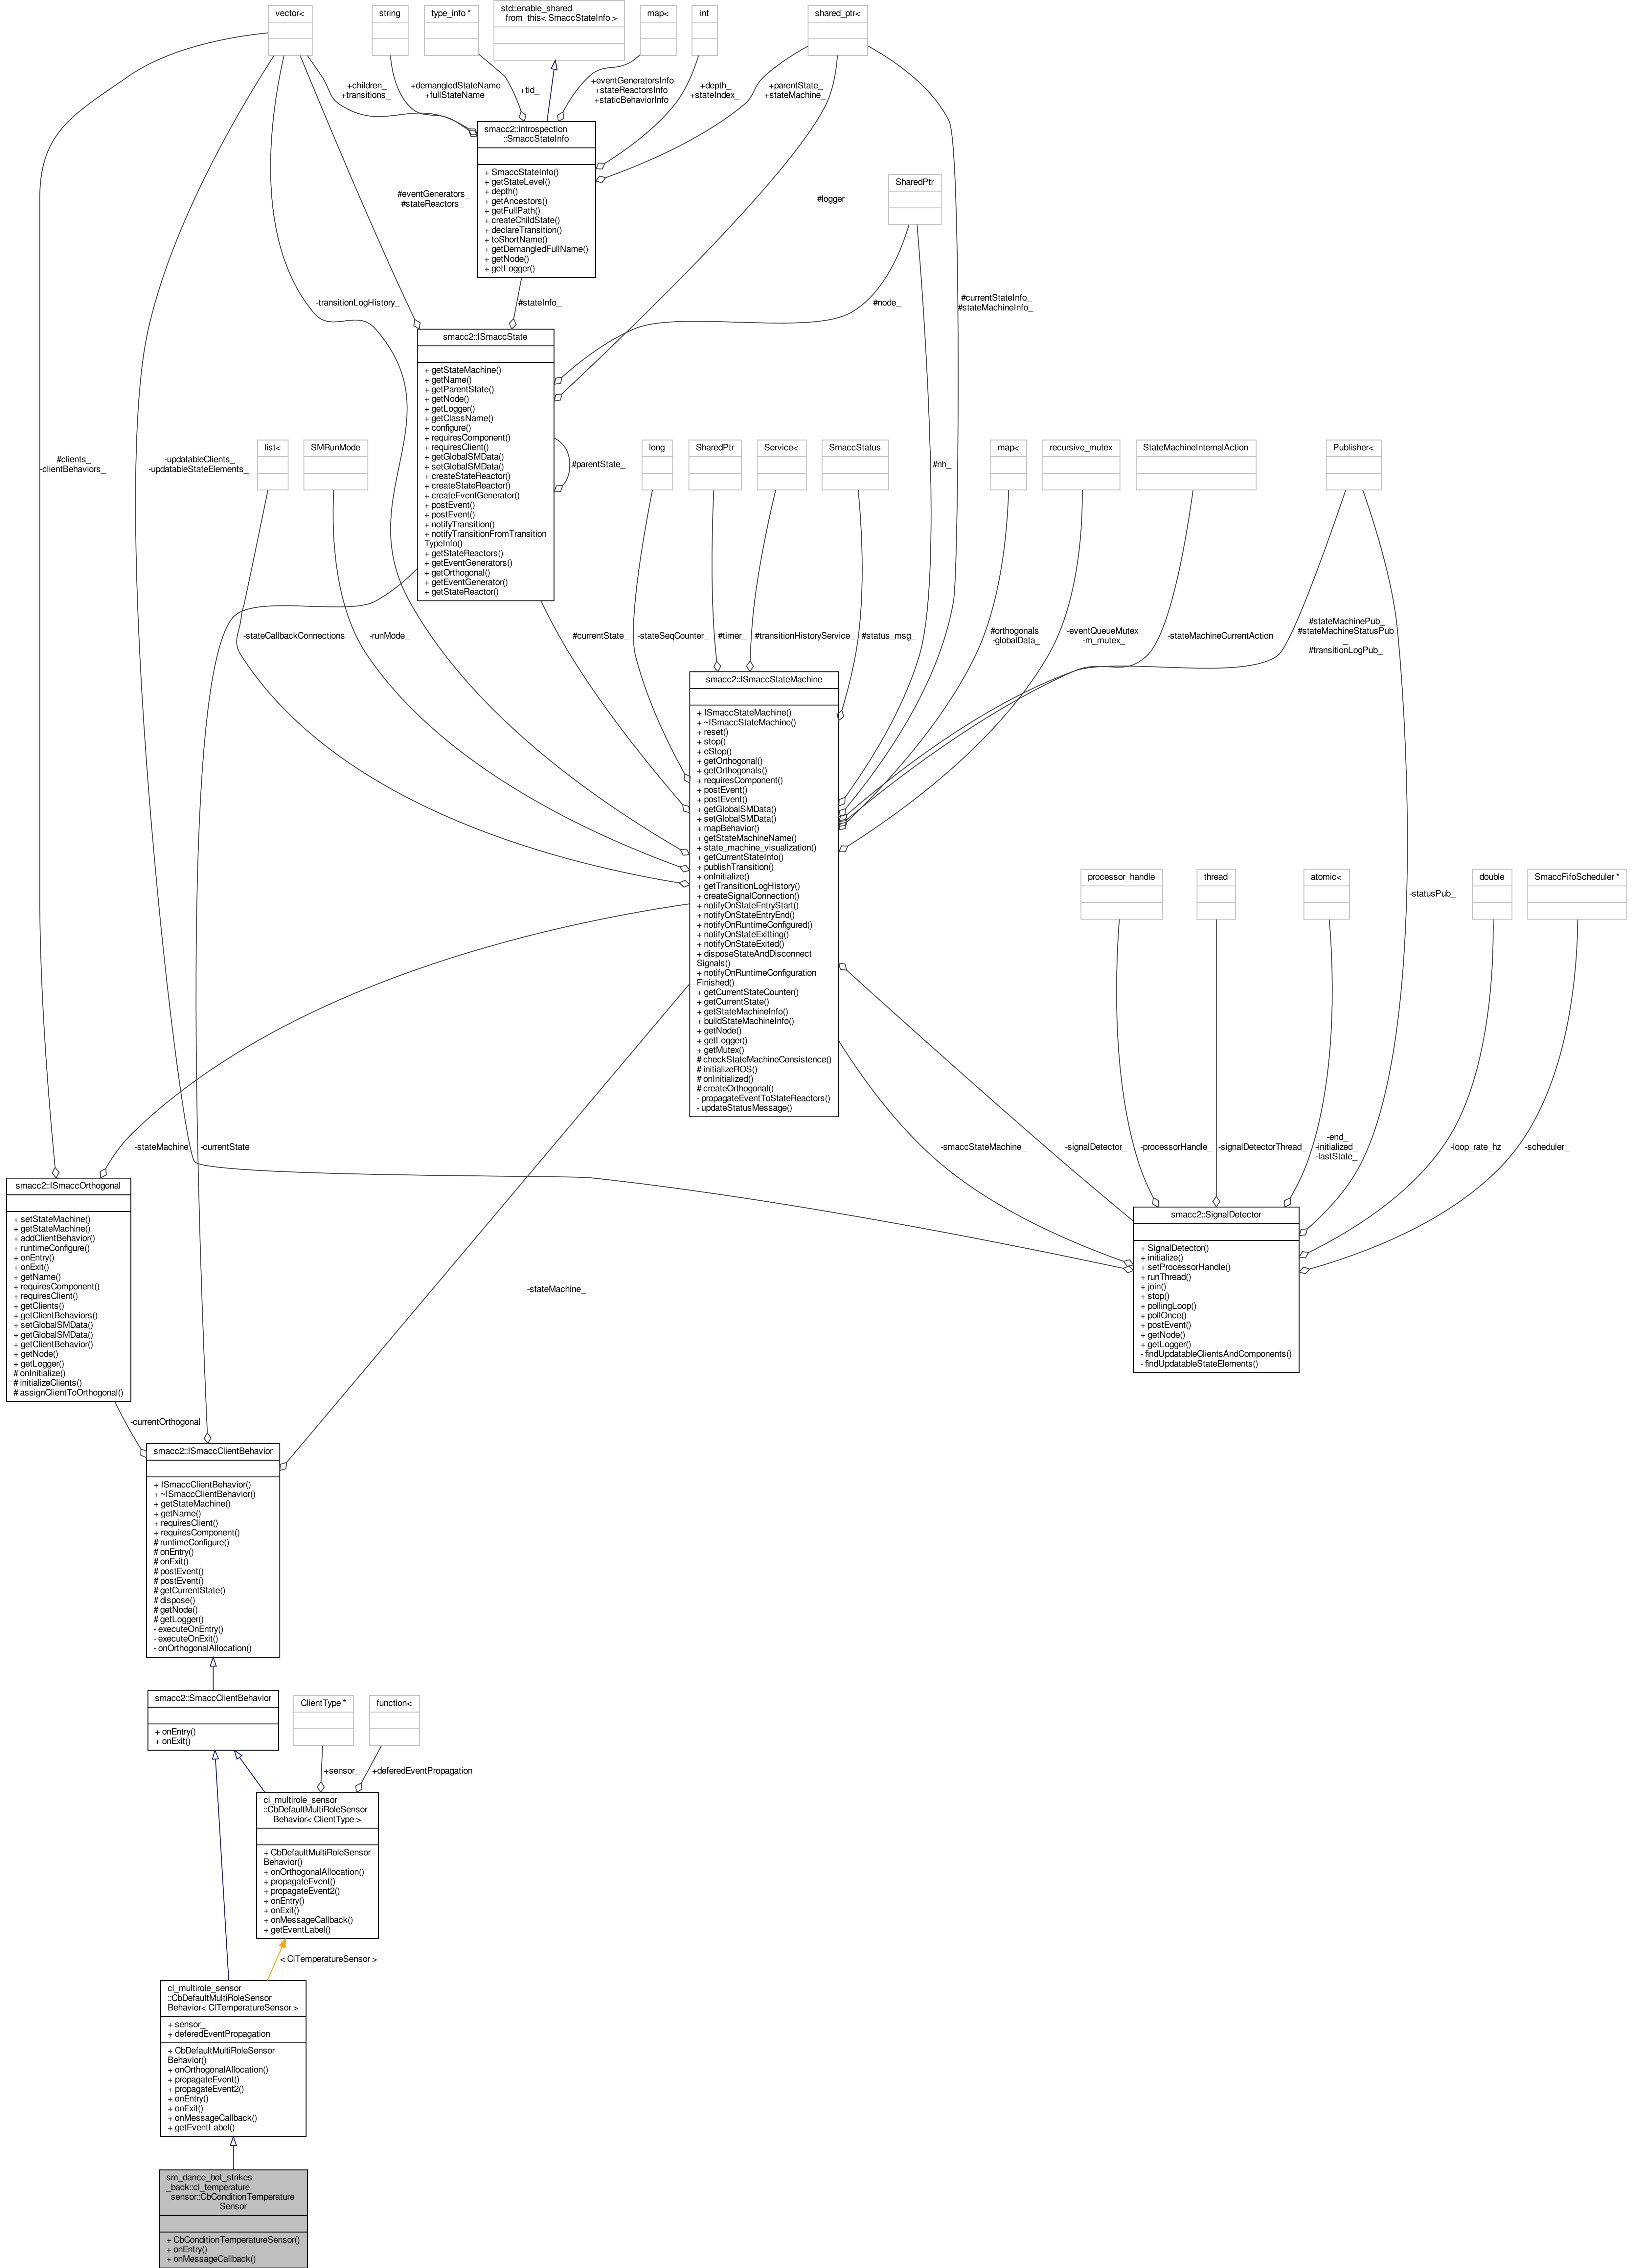 vector<
string
type_info *
std::enable_shared
_from_this< SmaccStateInfo >
map<
int
shared_ptr<
+children_
+transitions_
+demangledStateName
+fullStateName
+tid_
+eventGeneratorsInfo
+stateReactorsInfo
+staticBehaviorInfo
+depth_
+stateIndex_
+parentState_
+stateMachine_
smacc2::introspection
::SmaccStateInfo
+ SmaccStateInfo()
+ getStateLevel()
+ depth()
+ getAncestors()
+ getFullPath()
+ createChildState()
+ declareTransition()
+ toShortName()
+ getDemangledFullName()
+ getNode()
+ getLogger()
SharedPtr
#eventGenerators_
#stateReactors_
#logger_
-transitionLogHistory_
#stateInfo_
#node_
#currentStateInfo_
#stateMachineInfo_
smacc2::ISmaccState
+ getStateMachine()
+ getName()
+ getParentState()
+ getNode()
+ getLogger()
+ getClassName()
+ configure()
+ requiresComponent()
+ requiresClient()
+ getGlobalSMData()
+ setGlobalSMData()
+ createStateReactor()
+ createStateReactor()
+ createEventGenerator()
+ postEvent()
+ postEvent()
+ notifyTransition()
+ notifyTransitionFromTransition
TypeInfo()
+ getStateReactors()
+ getEventGenerators()
+ getOrthogonal()
+ getEventGenerator()
+ getStateReactor()
#clients_
-clientBehaviors_
-updatableClients_
-updatableStateElements_
list<
SMRunMode
#parentState_
long
SharedPtr
Service<
SmaccStatus
#nh_
map<
recursive_mutex
StateMachineInternalAction
Publisher<
-stateCallbackConnections
-runMode_
#currentState_
-stateSeqCounter_
#timer_
#transitionHistoryService_
#status_msg_
#orthogonals_
-globalData_
-eventQueueMutex_
-m_mutex_
-stateMachineCurrentAction
#stateMachinePub_
#stateMachineStatusPub
_
#transitionLogPub_
smacc2::ISmaccStateMachine
+ ISmaccStateMachine()
+ ~ISmaccStateMachine()
+ reset()
+ stop()
+ eStop()
+ getOrthogonal()
+ getOrthogonals()
+ requiresComponent()
+ postEvent()
+ postEvent()
+ getGlobalSMData()
+ setGlobalSMData()
+ mapBehavior()
+ getStateMachineName()
+ state_machine_visualization()
+ getCurrentStateInfo()
+ publishTransition()
+ onInitialize()
+ getTransitionLogHistory()
+ createSignalConnection()
+ notifyOnStateEntryStart()
+ notifyOnStateEntryEnd()
+ notifyOnRuntimeConfigured()
+ notifyOnStateExitting()
+ notifyOnStateExited()
+ disposeStateAndDisconnect
Signals()
+ notifyOnRuntimeConfiguration
Finished()
+ getCurrentStateCounter()
+ getCurrentState()
+ getStateMachineInfo()
+ buildStateMachineInfo()
+ getNode()
+ getLogger()
+ getMutex()
# checkStateMachineConsistence()
# initializeROS()
# onInitialized()
# createOrthogonal()
- propagateEventToStateReactors()
- updateStatusMessage()
processor_handle
thread
atomic<
-statusPub_
double
SmaccFifoScheduler *
-stateMachine_
-currentState
-smaccStateMachine_
-signalDetector_
-processorHandle_
-signalDetectorThread_
-end_
-initialized_
-lastState_
-loop_rate_hz
-scheduler_
smacc2::ISmaccOrthogonal
+ setStateMachine()
+ getStateMachine()
+ addClientBehavior()
+ runtimeConfigure()
+ onEntry()
+ onExit()
+ getName()
+ requiresComponent()
+ requiresClient()
+ getClients()
+ getClientBehaviors()
+ setGlobalSMData()
+ getGlobalSMData()
+ getClientBehavior()
+ getNode()
+ getLogger()
# onInitialize()
# initializeClients()
# assignClientToOrthogonal()
smacc2::SignalDetector
+ SignalDetector()
+ initialize()
+ setProcessorHandle()
+ runThread()
+ join()
+ stop()
+ pollingLoop()
+ pollOnce()
+ postEvent()
+ getNode()
+ getLogger()
- findUpdatableClientsAndComponents()
- findUpdatableStateElements()
-stateMachine_
-currentOrthogonal
smacc2::ISmaccClientBehavior
+ ISmaccClientBehavior()
+ ~ISmaccClientBehavior()
+ getStateMachine()
+ getName()
+ requiresClient()
+ requiresComponent()
# runtimeConfigure()
# onEntry()
# onExit()
# postEvent()
# postEvent()
# getCurrentState()
# dispose()
# getNode()
# getLogger()
- executeOnEntry()
- executeOnExit()
- onOrthogonalAllocation()
smacc2::SmaccClientBehavior
+ onEntry()
+ onExit()
ClientType *
function<
+sensor_
+deferedEventPropagation
cl_multirole_sensor
::CbDefaultMultiRoleSensor
Behavior< ClientType >
+ CbDefaultMultiRoleSensor
Behavior()
+ onOrthogonalAllocation()
+ propagateEvent()
+ propagateEvent2()
+ onEntry()
+ onExit()
+ onMessageCallback()
+ getEventLabel()
< ClTemperatureSensor >
cl_multirole_sensor
::CbDefaultMultiRoleSensor
Behavior< ClTemperatureSensor >
+ sensor_
+ deferedEventPropagation
+ CbDefaultMultiRoleSensor
Behavior()
+ onOrthogonalAllocation()
+ propagateEvent()
+ propagateEvent2()
+ onEntry()
+ onExit()
+ onMessageCallback()
+ getEventLabel()
sm_dance_bot_strikes
_back::cl_temperature
_sensor::CbConditionTemperature
Sensor
+ CbConditionTemperatureSensor()
+ onEntry()
+ onMessageCallback()